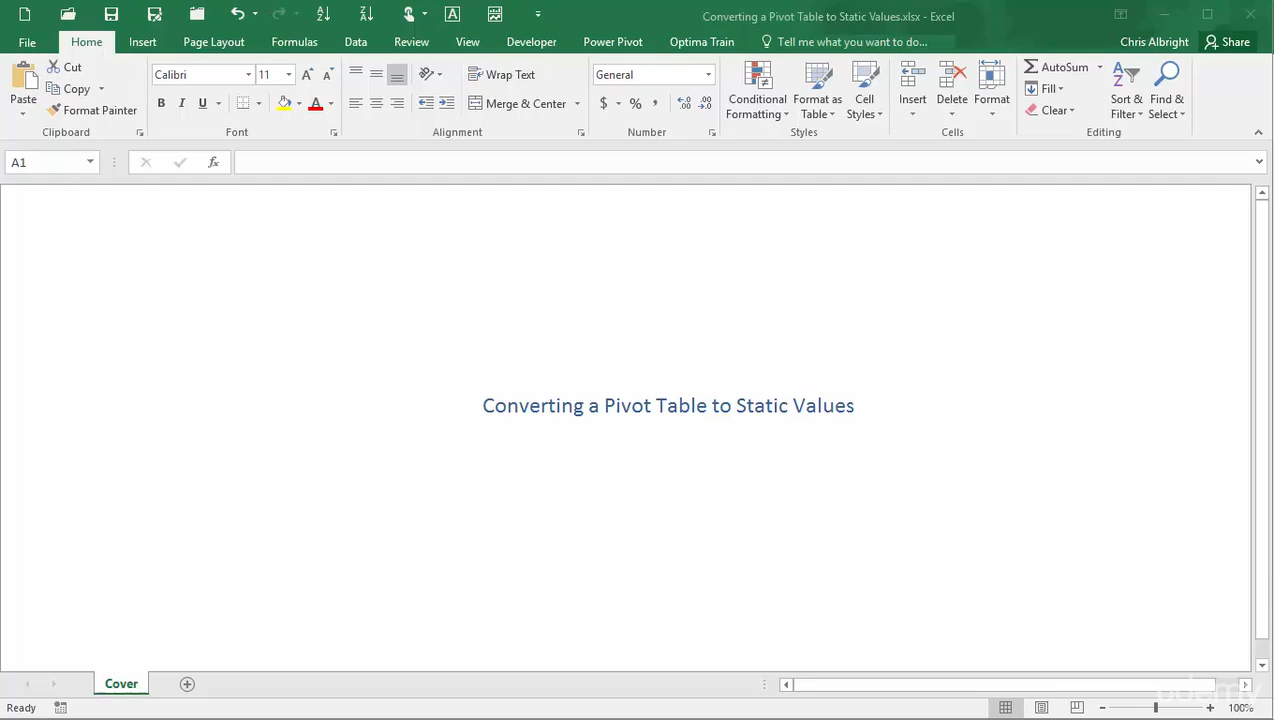 Converting a Pivot Table to Static Values.xlsx - Excel
File Home Insert Page Layout Formulas Data Review View Developer Power Pivot Optima Train Tell me what you want to do... Chris Albright Share
Paste
Cut
Copy
Format Painter
Clipboard
Calibri 11
B I U
Font
Wrap Text
Merge & Center
Alignment
General
$ % ,
Number
Conditional
Formatting
Format as
Table
Cell
Styles
Styles
Insert
Delete
Format
Cells
AutoSum
Fill
Clear
Sort &
Filter
Find &
Select
Editing
A1
fx
Converting a Pivot Table to Static Values
Cover
Ready
100%
udemy